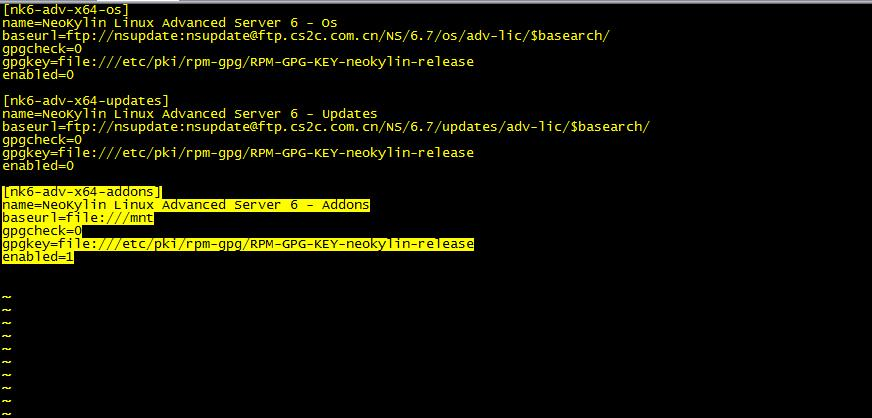 [nk6-adv-x64-os]
name=NeoKylin Linux Advanced Server 6 - Os
baseurl=ftp://nsupdate:nsupdate@ftp.cs2c.com.cn/NS/6.7/os/adv-lic/$basearch/
gpgcheck=0
gpgkey=file:///etc/pki/rpm-gpg/RPM-GPG-KEY-neokylin-release
enabled=0
[nk6-adv-x64-updates]
name=NeoKylin Linux Advanced Server 6 - Updates
baseurl=ftp://nsupdate:nsupdate@ftp.cs2c.com.cn/NS/6.7/updates/adv-lic/$basearch/
gpgcheck=0
gpgkey=file:///etc/pki/rpm-gpg/RPM-GPG-KEY-neokylin-release
enabled=0
[nk6-adv-x64-addons]
name=NeoKylin Linux Advanced Server 6 - Addons
baseurl=file:///mnt
gpgcheck=0
gpgkey=file:///etc/pki/rpm-gpg/RPM-GPG-KEY-neokylin-release
enabled=1
~
~
~
~
~
~
~
~
~
~